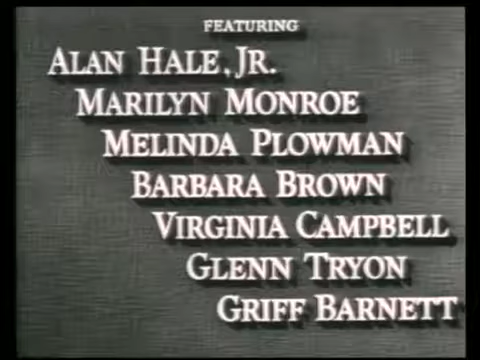 FEATURING
ALAN HALE, JR.
MARILYN MONROE
MELINDA PLOWMAN
BARBARA BROWN
VIRGINIA CAMPBELL
GLENN TRYON
GRIFF BARNETT